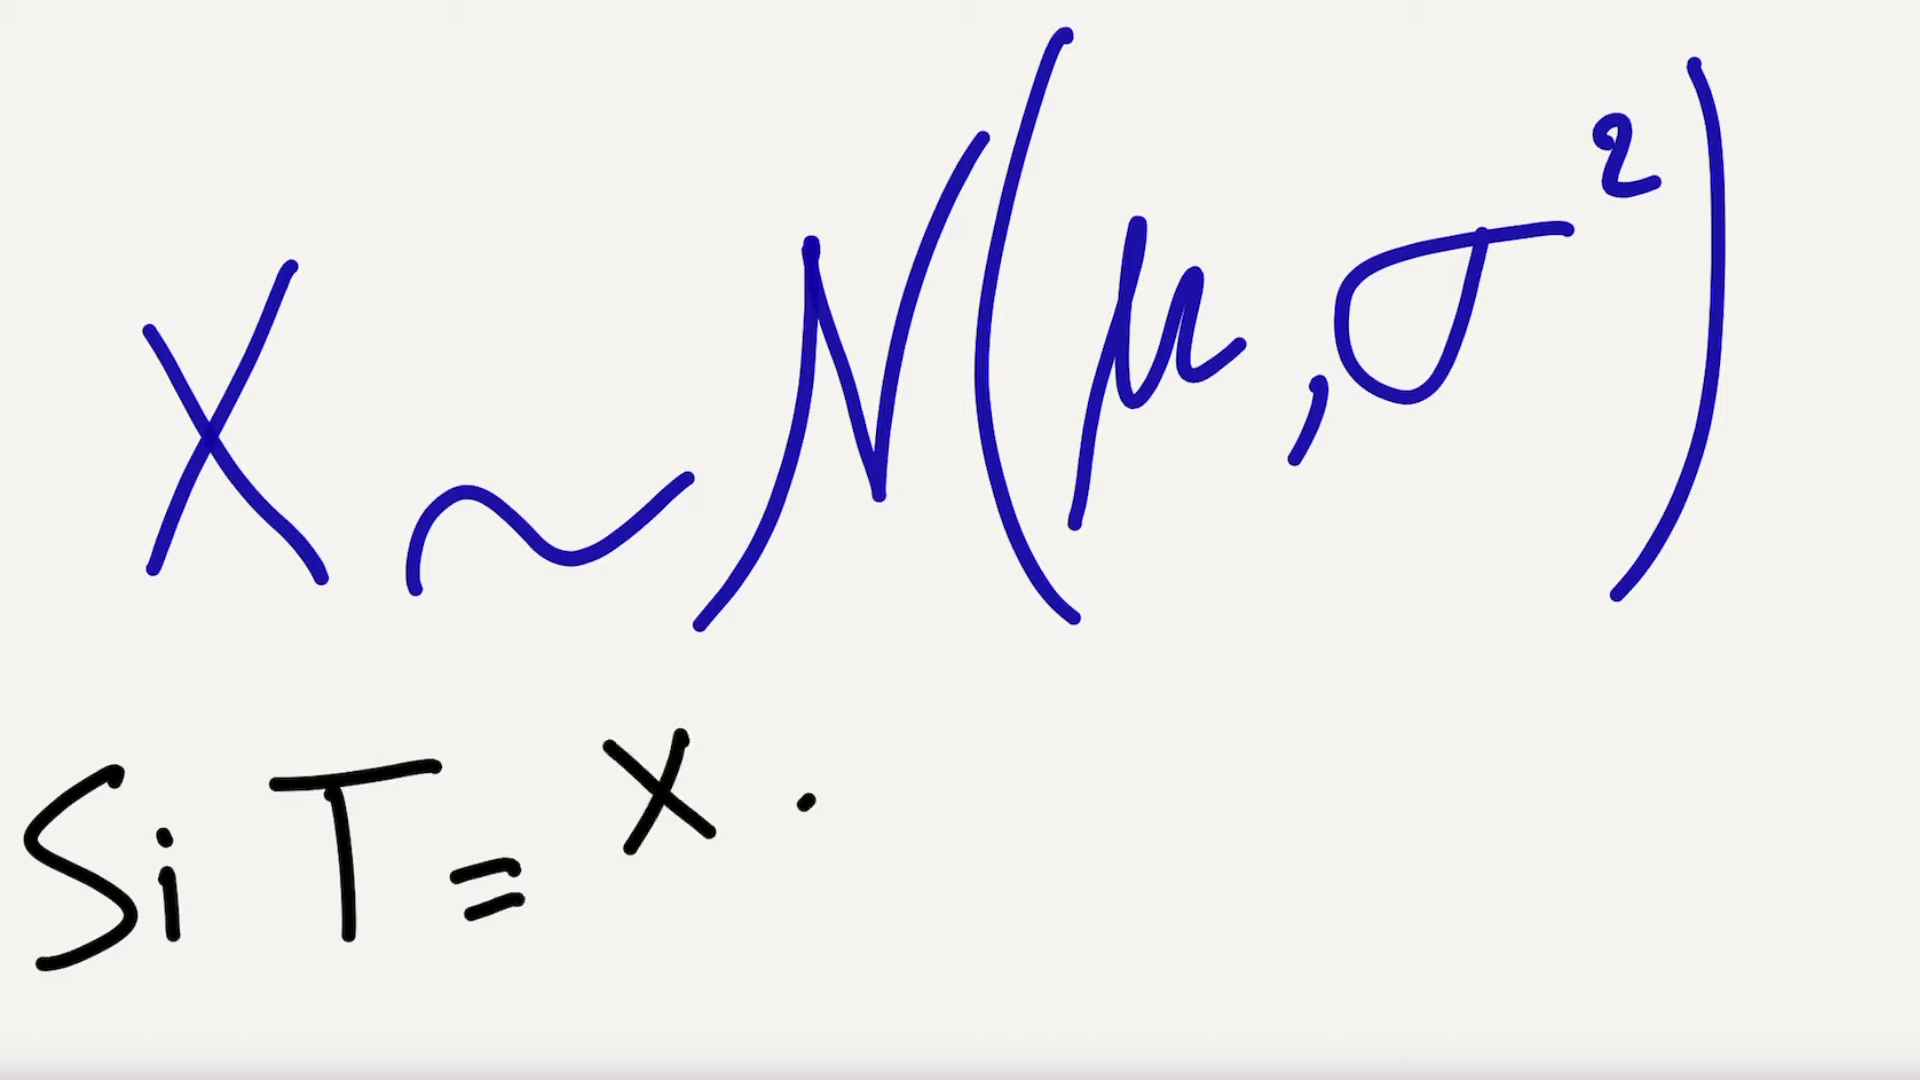 X ~ N(μ, σ²)
Si T = X ·